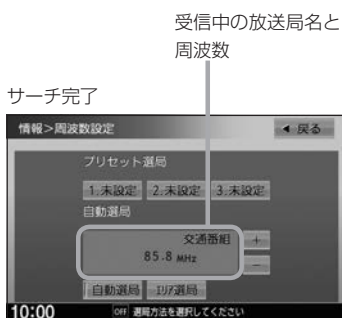 受信中の放送局名と
周波数
サーチ完了
情報>周波数設定
◀ 戻る
プリセット選局
1.未設定 2.未設定 3.未設定
自動選局
交通番組 +
85.8 MHz
−
自動選局 エリア選局
10:00 OFF 選局方法を選択してください